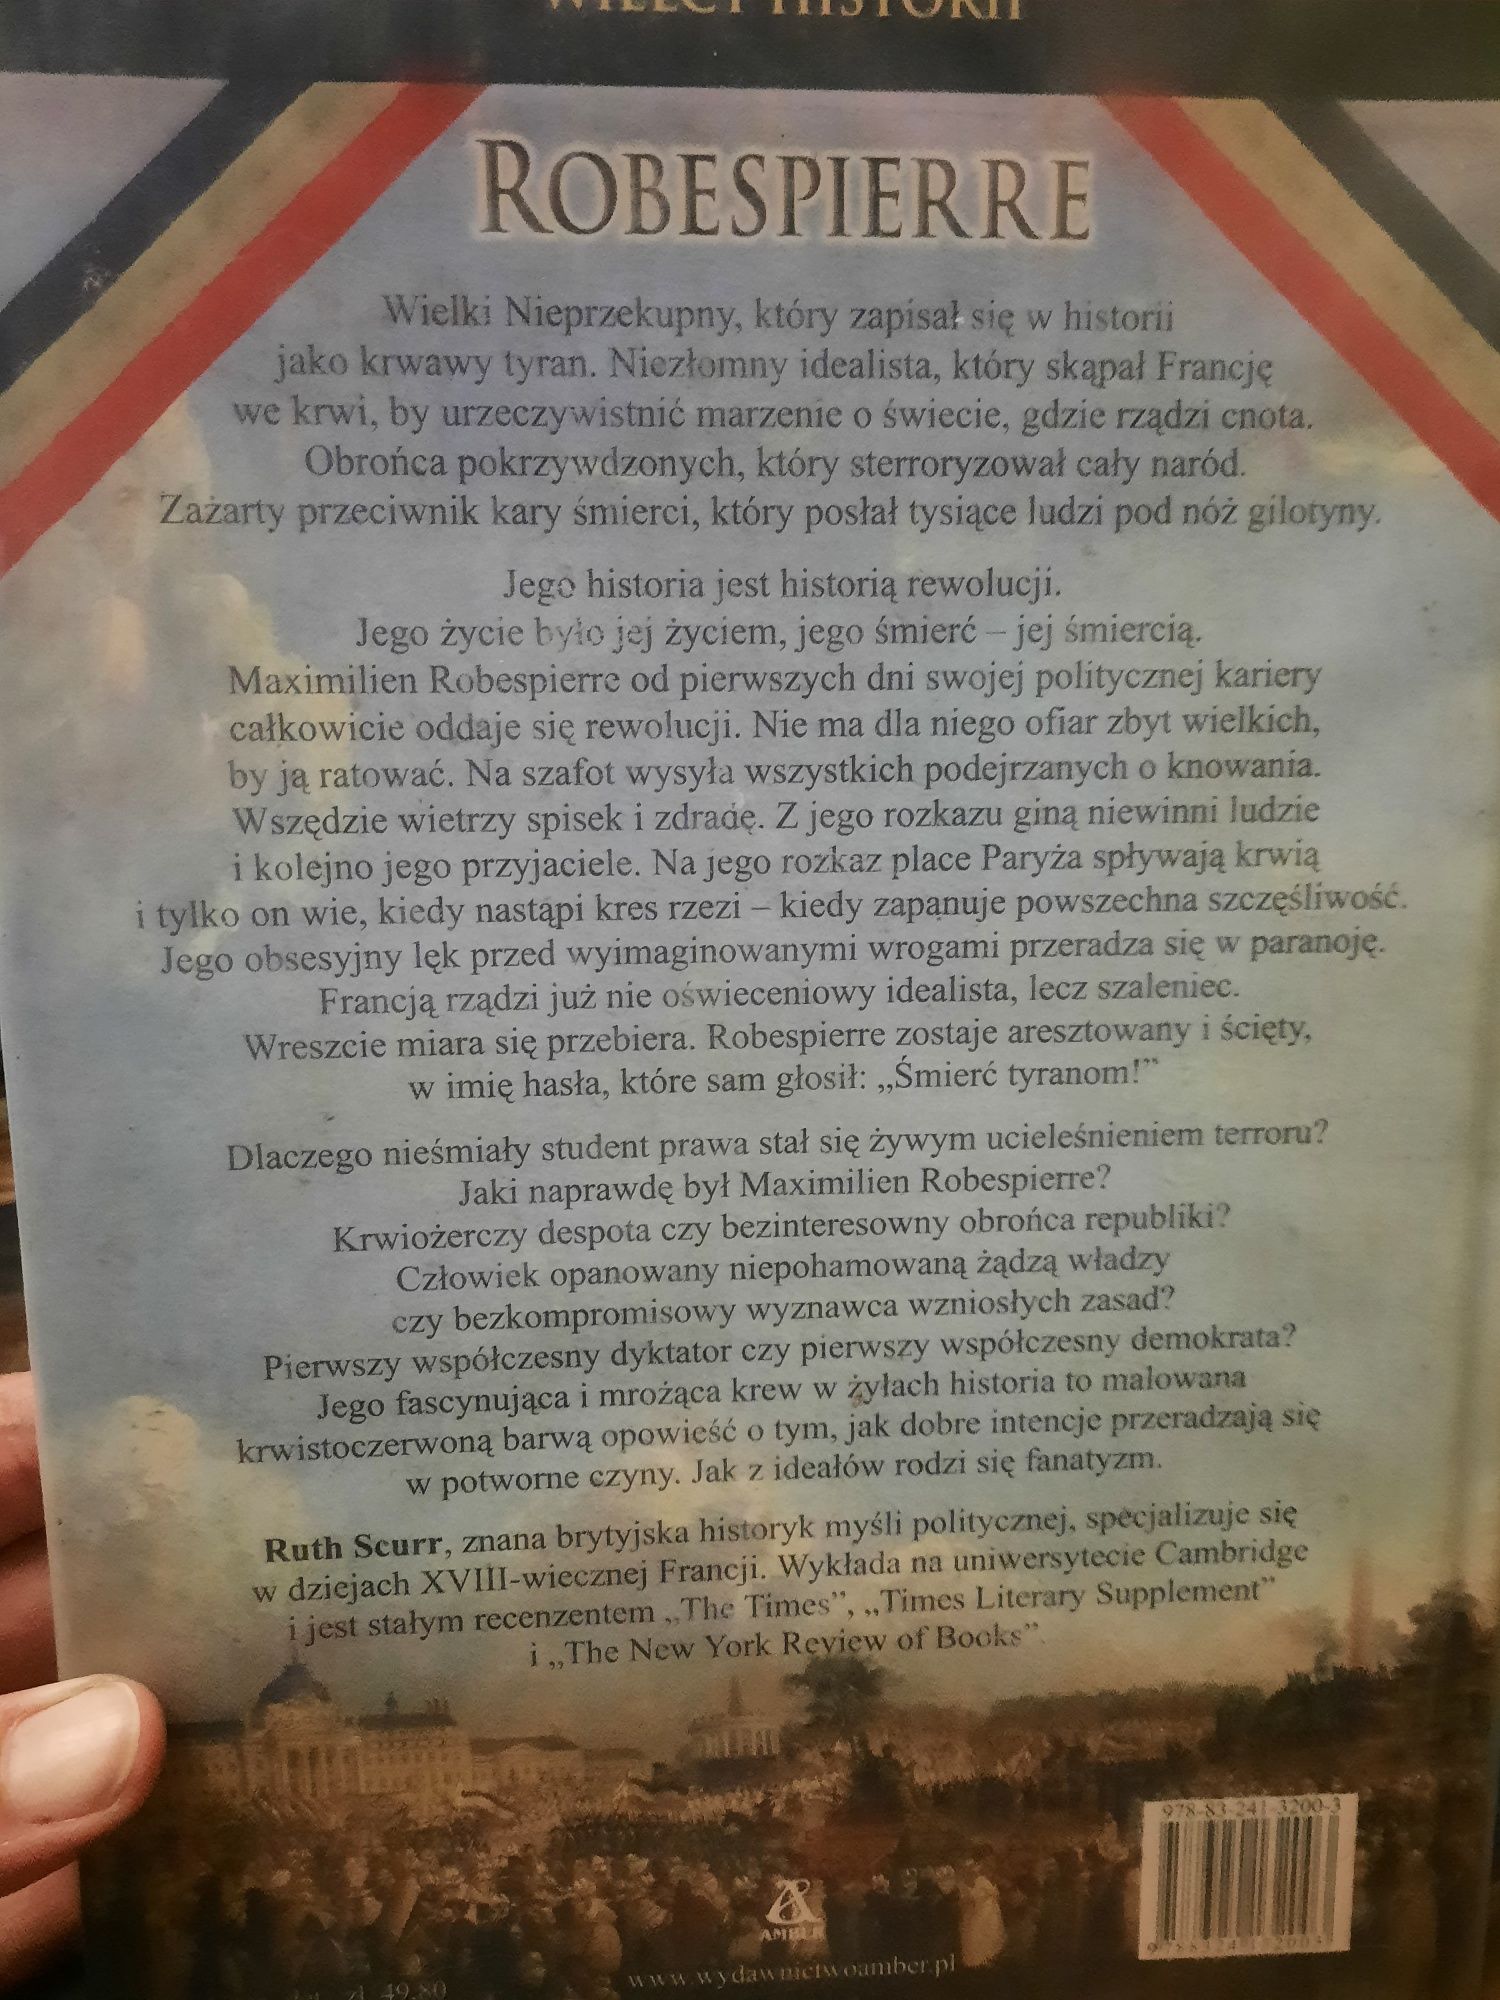 WIELCY HISTORII
ROBESPIERRE
Wielki Nieprzekupny, który zapisał się w historii
jako krwawy tyran. Niezłomny idealista, który skąpał Francję
we krwi, by urzeczywistnić marzenie o świecie, gdzie rządzi cnota.
Obrońca pokrzywdzonych, który sterroryzował cały naród.
Zażarty przeciwnik kary śmierci, który posłał tysiące ludzi pod nóż gilotyny.
Jego historia jest historią rewolucji.
Jego życie było jej życiem, jego śmierć – jej śmiercią.
Maximilien Robespierre od pierwszych dni swojej politycznej kariery
całkowicie oddaje się rewolucji. Nie ma dla niego ofiar zbyt wielkich,
by ją ratować. Na szafot wysyła wszystkich podejrzanych o knowania.
Wszędzie wietrzy spisek i zdradę. Z jego rozkazu giną niewinni ludzie
i kolejno jego przyjaciele. Na jego rozkaz place Paryża spływają krwią
i tylko on wie, kiedy nastąpi kres rzezi – kiedy zapanuje powszechna szczęśliwość.
Jego obsesyjny lęk przed wyimaginowanymi wrogami przeradza się w paranoję.
Francją rządzi już nie oświeceniowy idealista, lecz szaleniec.
Wreszcie miara się przebiera. Robespierre zostaje aresztowany i ścięty,
w imię hasła, które sam głosił: „Śmierć tyranom!”
Dlaczego nieśmiały student prawa stał się żywym ucieleśnieniem terroru?
Jaki naprawdę był Maximilien Robespierre?
Krwiożerczy despota czy bezinteresowny obrońca republiki?
Człowiek opanowany niepohamowaną żądzą władzy
czy bezkompromisowy wyznawca wzniosłych zasad?
Pierwszy współczesny dyktator czy pierwszy współczesny demokrata?
Jego fascynująca i mrożąca krew w żyłach historia to malowana
krwistoczerwoną barwą opowieść o tym, jak dobre intencje przeradzają się
w potworne czyny. Jak z ideałów rodzi się fanatyzm.
Ruth Scurr, znana brytyjska historyk myśli politycznej, specjalizuje się
w dziejach XVIII-wiecznej Francji. Wykłada na uniwersytecie Cambridge
i jest stałym recenzentem „The Times”, „Times Literary Supplement”
i „The New York Review of Books”.
978-83-241-3200-3
AMBER
www.wydawnictwoamber.pl
zł 49,80